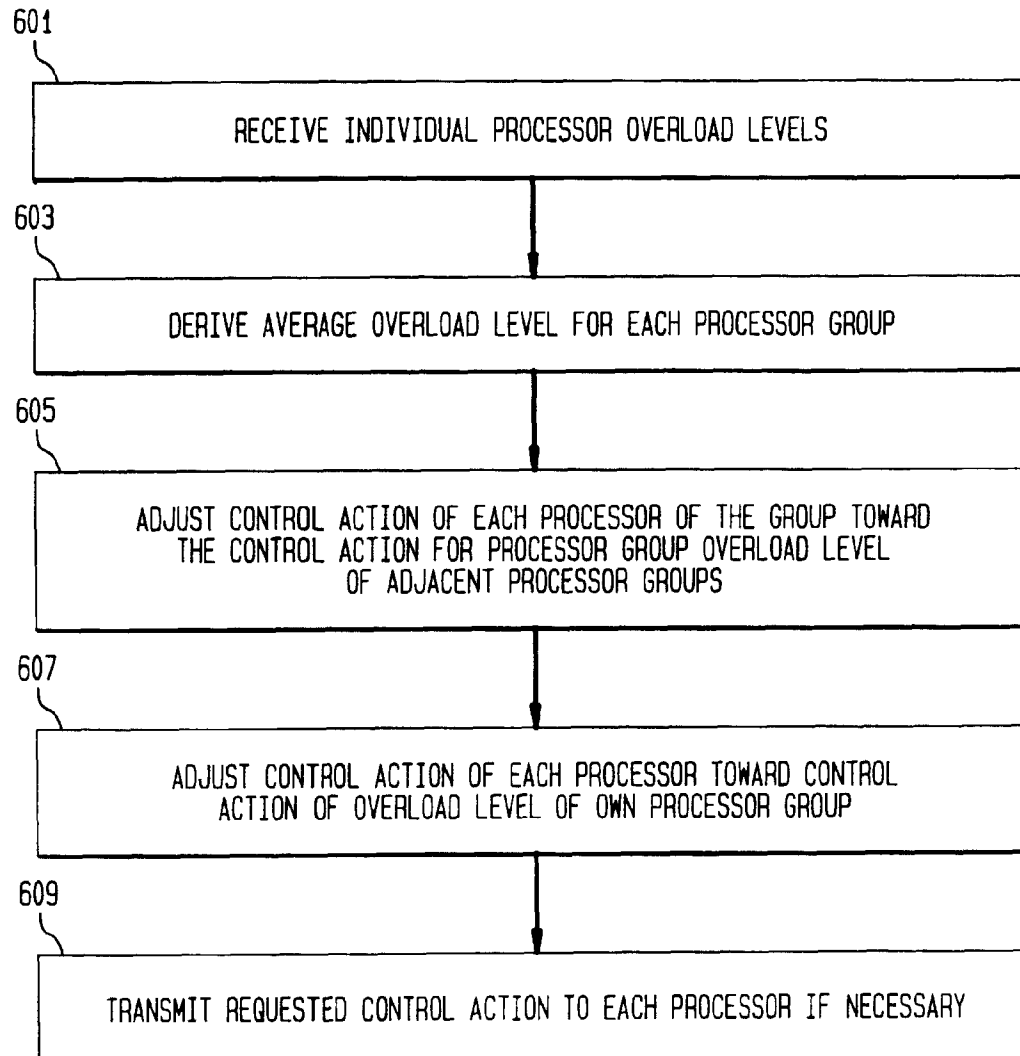 601
RECEIVE INDIVIDUAL PROCESSOR OVERLOAD LEVELS
603
DERIVE AVERAGE OVERLOAD LEVEL FOR EACH PROCESSOR GROUP
605
ADJUST CONTROL ACTION OF EACH PROCESSOR OF THE GROUP TOWARD
THE CONTROL ACTION FOR PROCESSOR GROUP OVERLOAD LEVEL
OF ADJACENT PROCESSOR GROUPS
607
ADJUST CONTROL ACTION OF EACH PROCESSOR TOWARD CONTROL
ACTION OF OVERLOAD LEVEL OF OWN PROCESSOR GROUP
609
TRANSMIT REQUESTED CONTROL ACTION TO EACH PROCESSOR IF NECESSARY